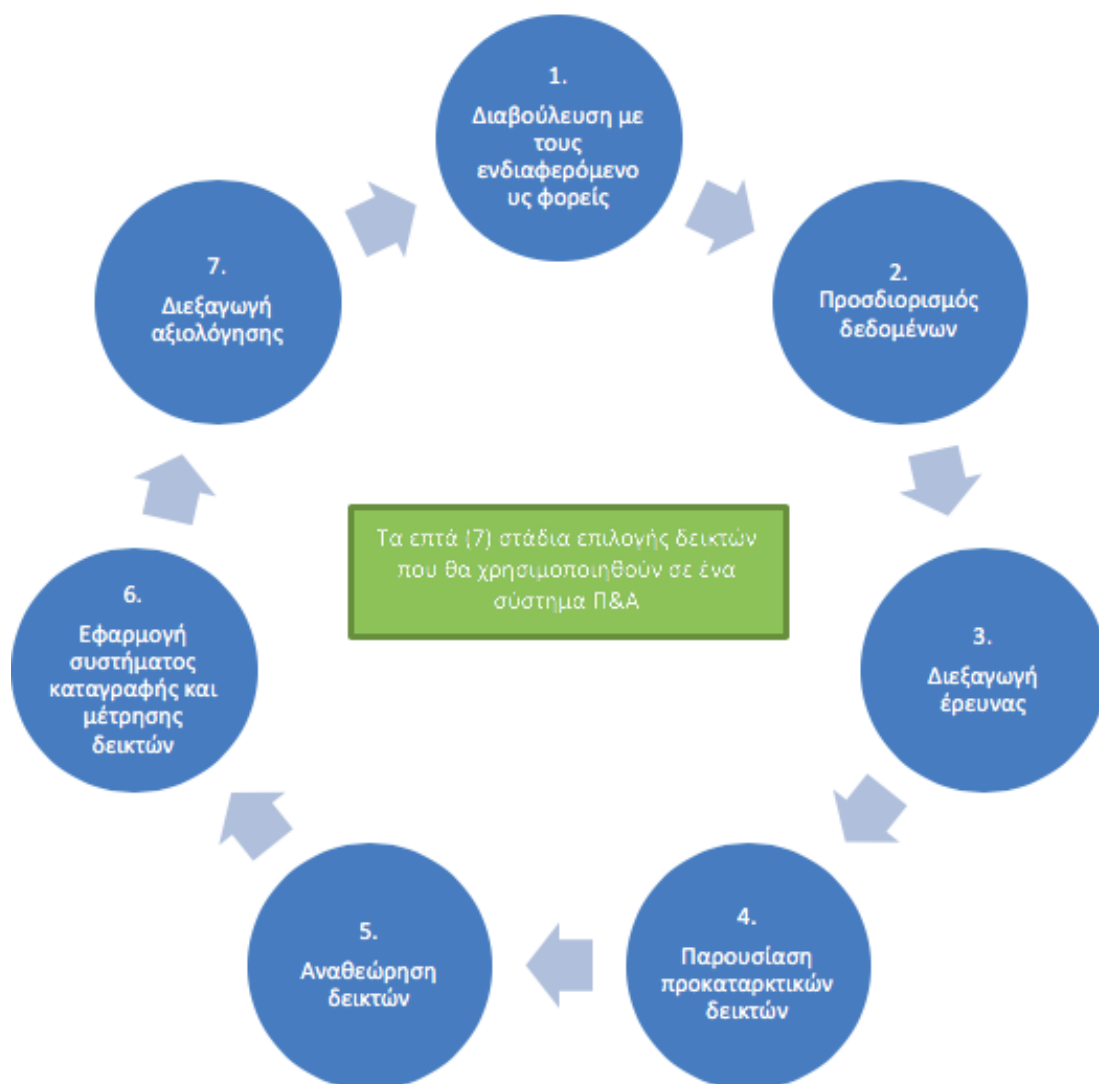 1.
Διαβούλευση με
τους
ενδιαφερόμενο
υς φορείς
2.
Προσδιορισμός
δεδομένων
3.
Διεξαγωγή
έρευνας
4.
Παρουσίαση
προκαταρκτικών
δεικτών
5.
Αναθεώρηση
δεικτών
6.
Εφαρμογή
συστήματος
καταγραφής και
μέτρησης
δεικτών
7.
Διεξαγωγή
αξιολόγησης
Τα επτά (7) στάδια επιλογής δεικτών
που θα χρησιμοποιηθούν σε ένα
σύστημα Π&Α